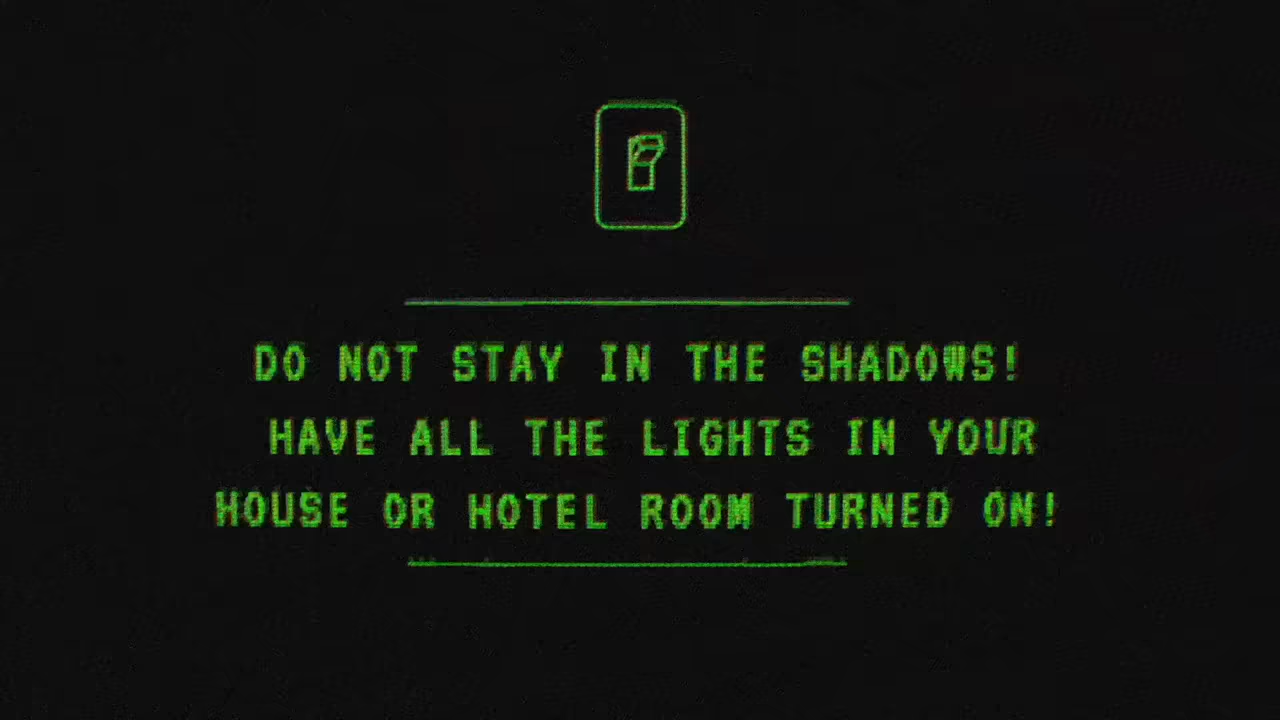 DO NOT STAY IN THE SHADOWS!
HAVE ALL THE LIGHTS IN YOUR
HOUSE OR HOTEL ROOM TURNED ON!